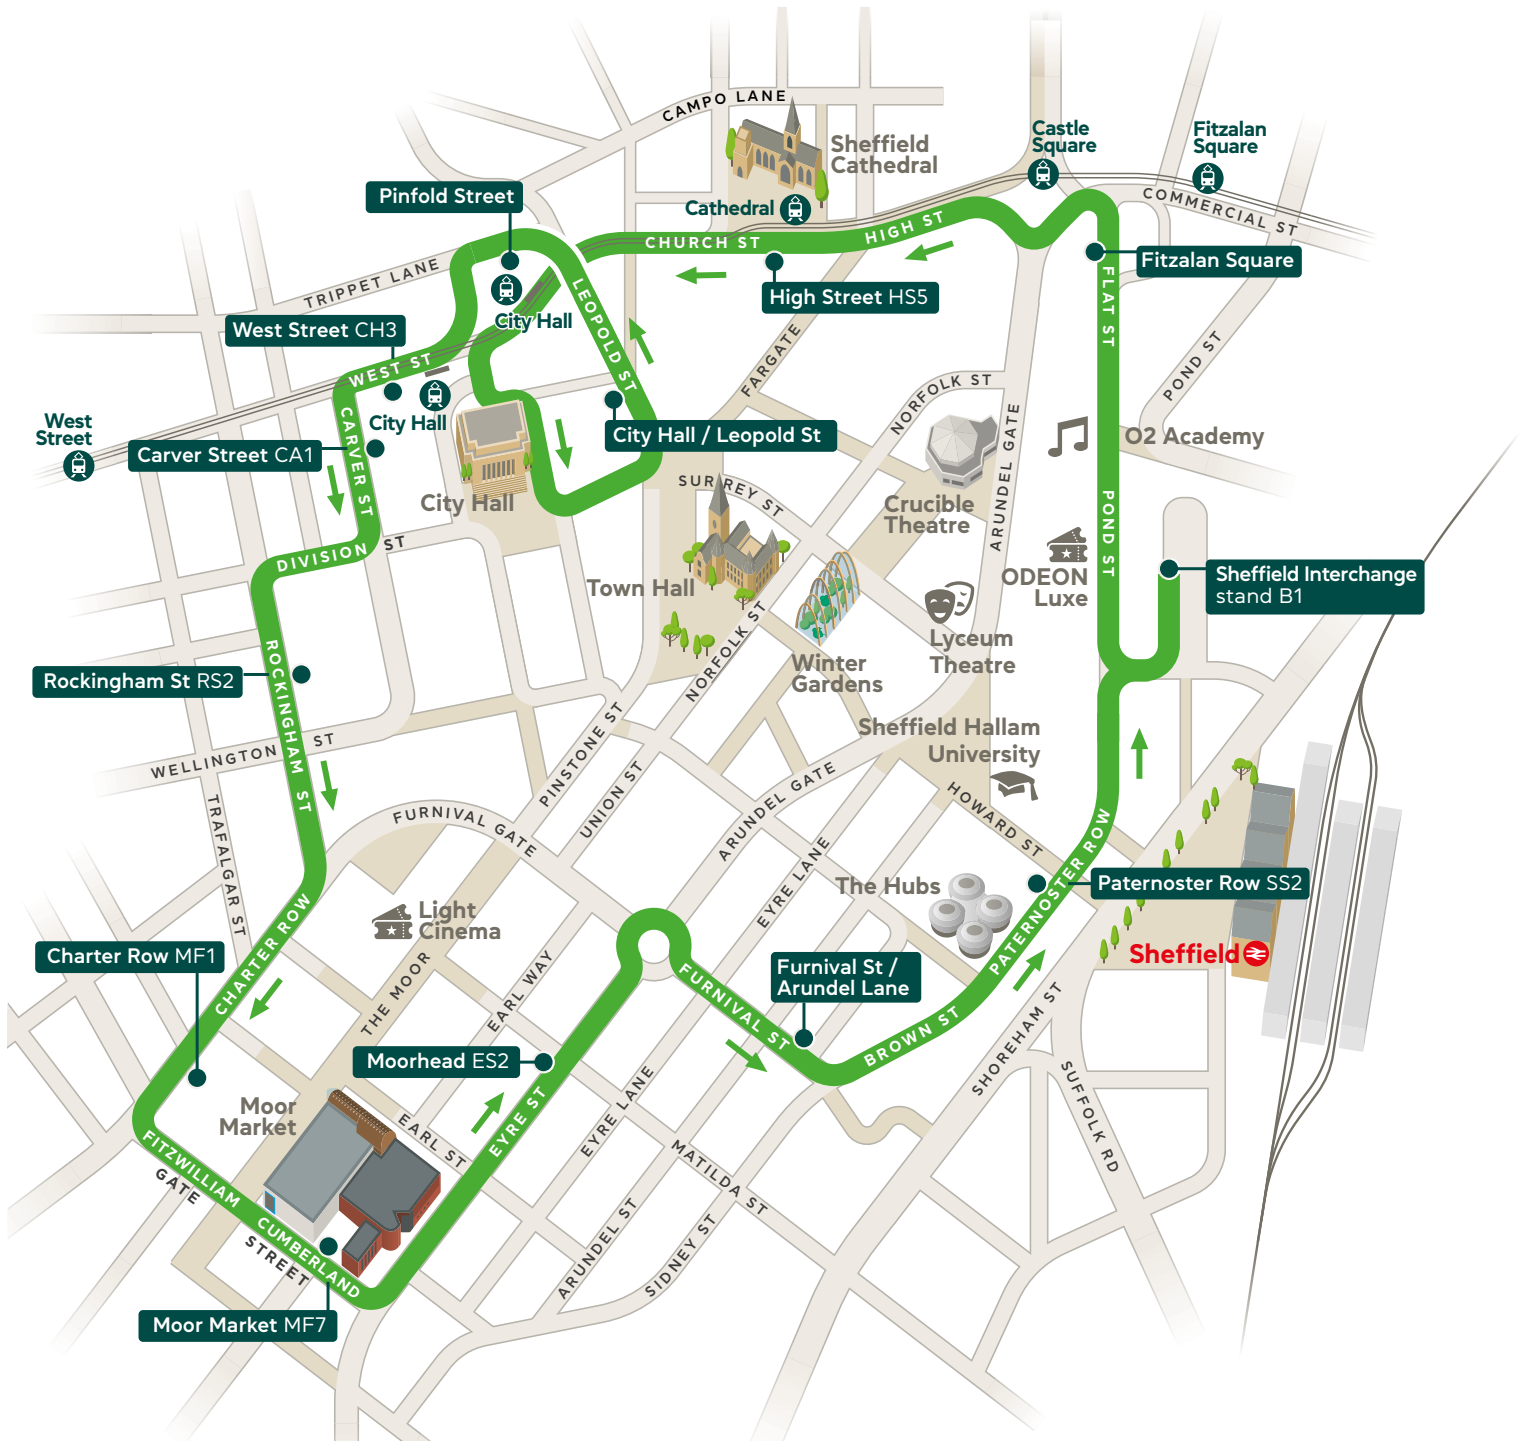 CAMPO LANE
Sheffield
Cathedral
Castle
Square
Fitzalan
Square
Pinfold Street
Cathedral
COMMERCIAL ST
CHURCH ST
HIGH ST
Fitzalan Square
TRIPPET LANE
City Hall
LEOPOLD ST
High Street HS5
FLAT ST
West Street CH3
WEST ST
FARGATE
POND ST
NORFOLK ST
City Hall
West
Street
Carver Street CA1
CARVER ST
City Hall / Leopold St
ARUNDEL GATE
O2 Academy
City Hall
SURREY ST
Crucible
Theatre
POND ST
DIVISION ST
Town Hall
ODEON
Luxe
Sheffield Interchange
stand B1
NORFOLK ST
Lyceum
Theatre
Winter
Gardens
Rockingham St RS2
ROCKINGHAM ST
Sheffield Hallam
University
WELLINGTON ST
PINSTONE ST
UNION ST
ARUNDEL GATE
HOWARD ST
TRAFALGAR ST
FURNIVAL GATE
EYRE LANE
The Hubs
PATERNOSTER ROW
Paternoster Row SS2
Light
Cinema
CHARTER ROW
Charter Row MF1
THE MOOR
EARL WAY
FURNIVAL ST
Furnival St /
Arundel Lane
Sheffield
BROWN ST
SHOREHAM ST
Moorhead ES2
EYRE ST
EYRE LANE
SUFFOLK RD
Moor
Market
EARL ST
MATILDA ST
FITZWILLIAM
GATE
CUMBERLAND
STREET
ARUNDEL ST
SIDNEY ST
Moor Market MF7